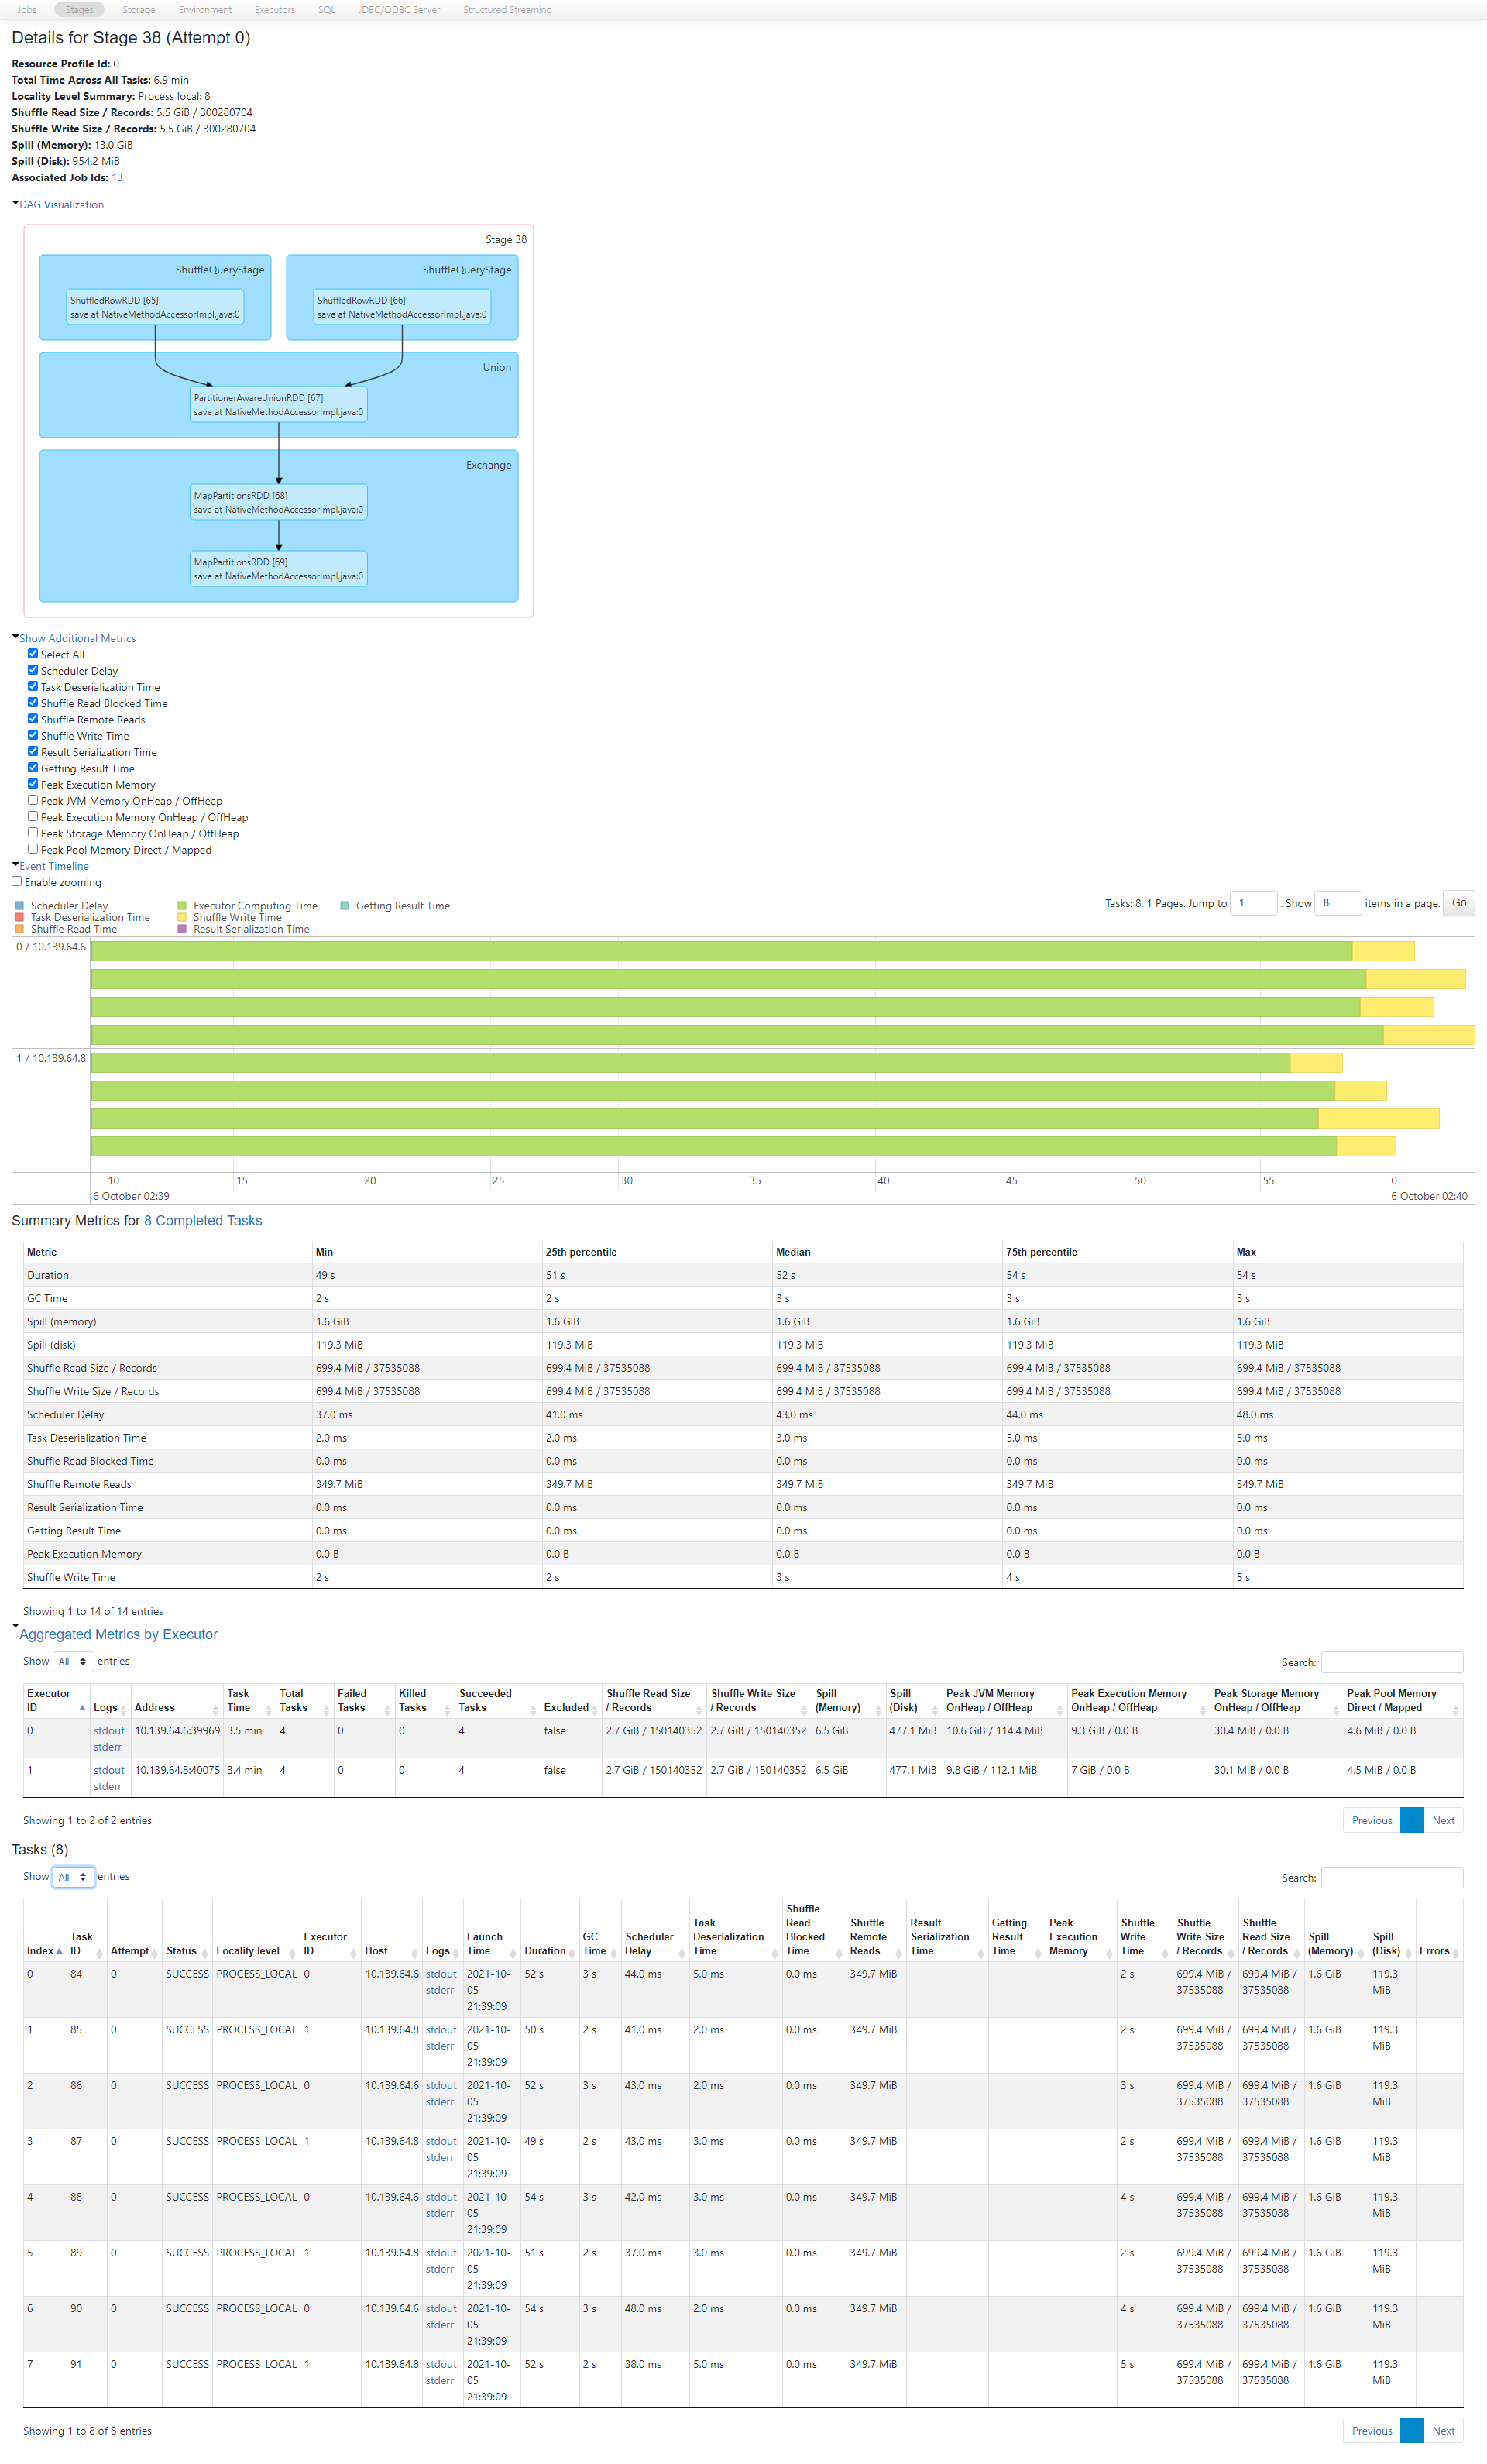 Jobs Stages Storage Environment Executors SQL JDBC/ODBC Server Structured Streaming
Details for Stage 38 (Attempt 0)
Resource Profile Id: 0
Total Time Across All Tasks: 6.9 min
Locality Level Summary: Process local: 8
Shuffle Read Size / Records: 5.5 GiB / 300280704
Shuffle Write Size / Records: 5.5 GiB / 300280704
Spill (Memory): 13.0 GiB
Spill (Disk): 954.2 MiB
Associated Job Ids: 13
DAG Visualization
Stage 38
ShuffleQueryStage ShuffleQueryStage
ShuffledRowRDD [65] ShuffledRowRDD [66]
save at NativeMethodAccessorImpl.java:0 save at NativeMethodAccessorImpl.java:0
Union
PartitionerAwareUnionRDD [67]
save at NativeMethodAccessorImpl.java:0
Exchange
MapPartitionsRDD [68]
save at NativeMethodAccessorImpl.java:0
MapPartitionsRDD [69]
save at NativeMethodAccessorImpl.java:0
Show Additional Metrics
Select All
Scheduler Delay
Task Deserialization Time
Shuffle Read Blocked Time
Shuffle Remote Reads
Shuffle Write Time
Result Serialization Time
Getting Result Time
Peak Execution Memory
Peak JVM Memory OnHeap / OffHeap
Peak Execution Memory OnHeap / OffHeap
Peak Storage Memory OnHeap / OffHeap
Peak Pool Memory Direct / Mapped
Event Timeline
Enable zooming
Scheduler Delay Executor Computing Time Getting Result Time Tasks: 8. 1 Pages. Jump to 1 . Show 8 items in a page. Go
Task Deserialization Time Shuffle Write Time
Shuffle Read Time Result Serialization Time
0 / 10.139.64.6
1 / 10.139.64.8
10 15 20 25 30 35 40 45 50 55 0
6 October 02:39 6 October 02:40
Summary Metrics for 8 Completed Tasks
Metric Min 25th percentile Median 75th percentile Max
Duration 49 s 51 s 52 s 54 s 54 s
GC Time 2 s 2 s 3 s 3 s 3 s
Spill (memory) 1.6 GiB 1.6 GiB 1.6 GiB 1.6 GiB 1.6 GiB
Spill (disk) 119.3 MiB 119.3 MiB 119.3 MiB 119.3 MiB 119.3 MiB
Shuffle Read Size / Records 699.4 MiB / 37535088 699.4 MiB / 37535088 699.4 MiB / 37535088 699.4 MiB / 37535088 699.4 MiB / 37535088
Shuffle Write Size / Records 699.4 MiB / 37535088 699.4 MiB / 37535088 699.4 MiB / 37535088 699.4 MiB / 37535088 699.4 MiB / 37535088
Scheduler Delay 37.0 ms 41.0 ms 43.0 ms 44.0 ms 48.0 ms
Task Deserialization Time 2.0 ms 2.0 ms 3.0 ms 5.0 ms 5.0 ms
Shuffle Read Blocked Time 0.0 ms 0.0 ms 0.0 ms 0.0 ms 0.0 ms
Shuffle Remote Reads 349.7 MiB 349.7 MiB 349.7 MiB 349.7 MiB 349.7 MiB
Result Serialization Time 0.0 ms 0.0 ms 0.0 ms 0.0 ms 0.0 ms
Getting Result Time 0.0 ms 0.0 ms 0.0 ms 0.0 ms 0.0 ms
Peak Execution Memory 0.0 B 0.0 B 0.0 B 0.0 B 0.0 B
Shuffle Write Time 2 s 2 s 3 s 4 s 5 s
Showing 1 to 14 of 14 entries
Aggregated Metrics by Executor
Show All entries Search:
Executor Task Total Failed Killed Succeeded Shuffle Read Size Shuffle Write Size Spill Spill Peak JVM Memory Peak Execution Memory Peak Storage Memory Peak Pool Memory
ID Logs Address Time Tasks Tasks Tasks Tasks Excluded / Records / Records (Memory) (Disk) OnHeap / OffHeap OnHeap / OffHeap OnHeap / OffHeap Direct / Mapped
0 stdout 10.139.64.6:39969 3.5 min 4 0 0 4 false 2.7 GiB / 150140352 2.7 GiB / 150140352 6.5 GiB 477.1 MiB 10.6 GiB / 114.4 MiB 9.3 GiB / 0.0 B 30.4 MiB / 0.0 B 4.6 MiB / 0.0 B
stderr
1 stdout 10.139.64.8:40075 3.4 min 4 0 0 4 false 2.7 GiB / 150140352 2.7 GiB / 150140352 6.5 GiB 477.1 MiB 9.8 GiB / 112.1 MiB 7 GiB / 0.0 B 30.1 MiB / 0.0 B 4.5 MiB / 0.0 B
stderr
Showing 1 to 2 of 2 entries Previous Next
Tasks (8)
Show All entries Search:
Shuffle
Task Read Shuffle Result Getting Peak Shuffle Shuffle Shuffle
Task Executor Launch GC Scheduler Deserialization Blocked Remote Serialization Result Execution Write Write Size Read Size Spill Spill
Index ID Attempt Status Locality level ID Host Logs Time Duration Time Delay Time Time Reads Time Time Memory Time / Records / Records (Memory) (Disk) Errors
0 84 0 SUCCESS PROCESS_LOCAL 0 10.139.64.6 stdout 2021-10- 52 s 3 s 44.0 ms 5.0 ms 0.0 ms 349.7 MiB 2 s 699.4 MiB / 699.4 MiB / 1.6 GiB 119.3
stderr 05 37535088 37535088 MiB
21:39:09
1 85 0 SUCCESS PROCESS_LOCAL 1 10.139.64.8 stdout 2021-10- 50 s 2 s 41.0 ms 2.0 ms 0.0 ms 349.7 MiB 2 s 699.4 MiB / 699.4 MiB / 1.6 GiB 119.3
stderr 05 37535088 37535088 MiB
21:39:09
2 86 0 SUCCESS PROCESS_LOCAL 0 10.139.64.6 stdout 2021-10- 52 s 3 s 43.0 ms 2.0 ms 0.0 ms 349.7 MiB 3 s 699.4 MiB / 699.4 MiB / 1.6 GiB 119.3
stderr 05 37535088 37535088 MiB
21:39:09
3 87 0 SUCCESS PROCESS_LOCAL 1 10.139.64.8 stdout 2021-10- 49 s 2 s 43.0 ms 3.0 ms 0.0 ms 349.7 MiB 2 s 699.4 MiB / 699.4 MiB / 1.6 GiB 119.3
stderr 05 37535088 37535088 MiB
21:39:09
4 88 0 SUCCESS PROCESS_LOCAL 0 10.139.64.6 stdout 2021-10- 54 s 3 s 42.0 ms 3.0 ms 0.0 ms 349.7 MiB 4 s 699.4 MiB / 699.4 MiB / 1.6 GiB 119.3
stderr 05 37535088 37535088 MiB
21:39:09
5 89 0 SUCCESS PROCESS_LOCAL 1 10.139.64.8 stdout 2021-10- 51 s 2 s 37.0 ms 3.0 ms 0.0 ms 349.7 MiB 2 s 699.4 MiB / 699.4 MiB / 1.6 GiB 119.3
stderr 05 37535088 37535088 MiB
21:39:09
6 90 0 SUCCESS PROCESS_LOCAL 0 10.139.64.6 stdout 2021-10- 54 s 3 s 48.0 ms 2.0 ms 0.0 ms 349.7 MiB 4 s 699.4 MiB / 699.4 MiB / 1.6 GiB 119.3
stderr 05 37535088 37535088 MiB
21:39:09
7 91 0 SUCCESS PROCESS_LOCAL 1 10.139.64.8 stdout 2021-10- 52 s 2 s 38.0 ms 5.0 ms 0.0 ms 349.7 MiB 5 s 699.4 MiB / 699.4 MiB / 1.6 GiB 119.3
stderr 05 37535088 37535088 MiB
21:39:09
Showing 1 to 8 of 8 entries Previous Next